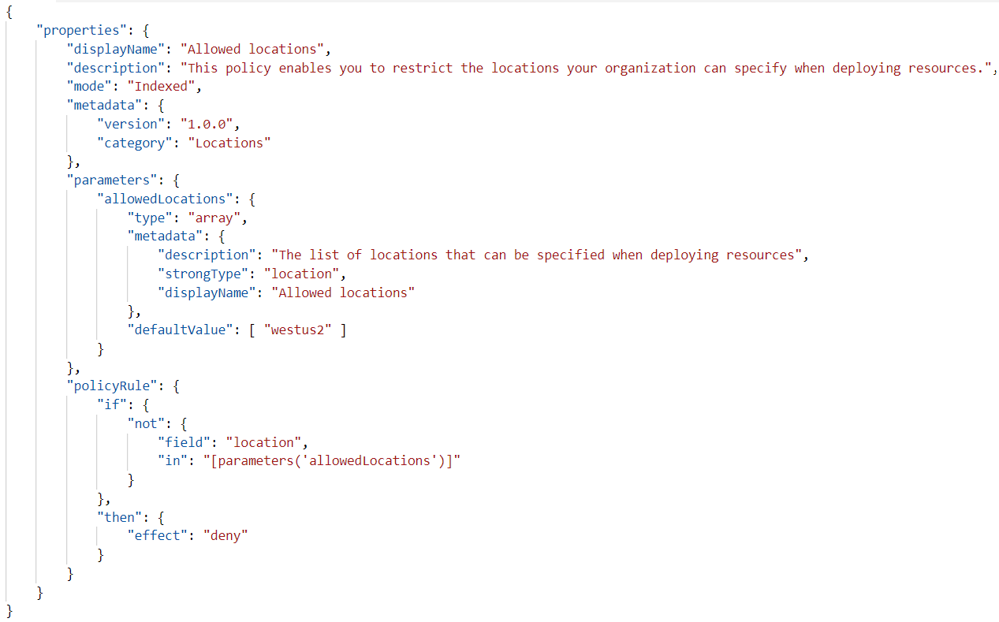 {
    "properties": {
        "displayName": "Allowed locations",
        "description": "This policy enables you to restrict the locations your organization can specify when deploying resources.",
        "mode": "Indexed",
        "metadata": {
            "version": "1.0.0",
            "category": "Locations"
        },
        "parameters": {
            "allowedLocations": {
                "type": "array",
                "metadata": {
                    "description": "The list of locations that can be specified when deploying resources",
                    "strongType": "location",
                    "displayName": "Allowed locations"
                },
                "defaultValue": [ "westus2" ]
            }
        },
        "policyRule": {
            "if": {
                "not": {
                    "field": "location",
                    "in": "[parameters('allowedLocations')]"
                }
            },
            "then": {
                "effect": "deny"
            }
        }
    }
}